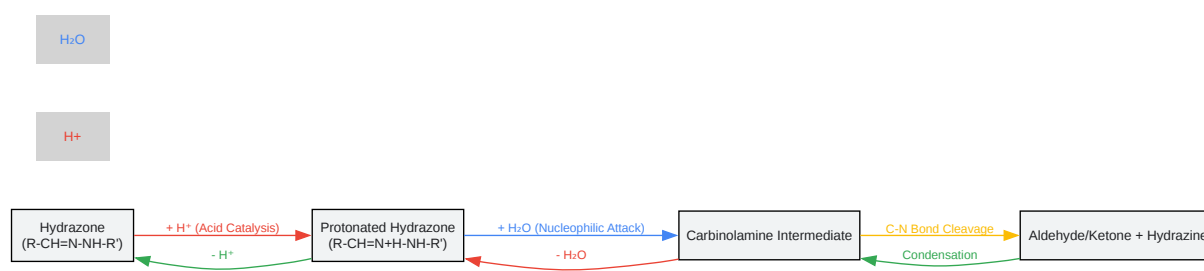 H₂O
H+
Hydrazone
(R-CH=N-NH-R')
+ H⁺ (Acid Catalysis)
- H⁺
Protonated Hydrazone
(R-CH=N+H-NH-R')
+ H₂O (Nucleophilic Attack)
- H₂O
Carbinolamine Intermediate
C-N Bond Cleavage
Condensation
Aldehyde/Ketone + Hydrazine